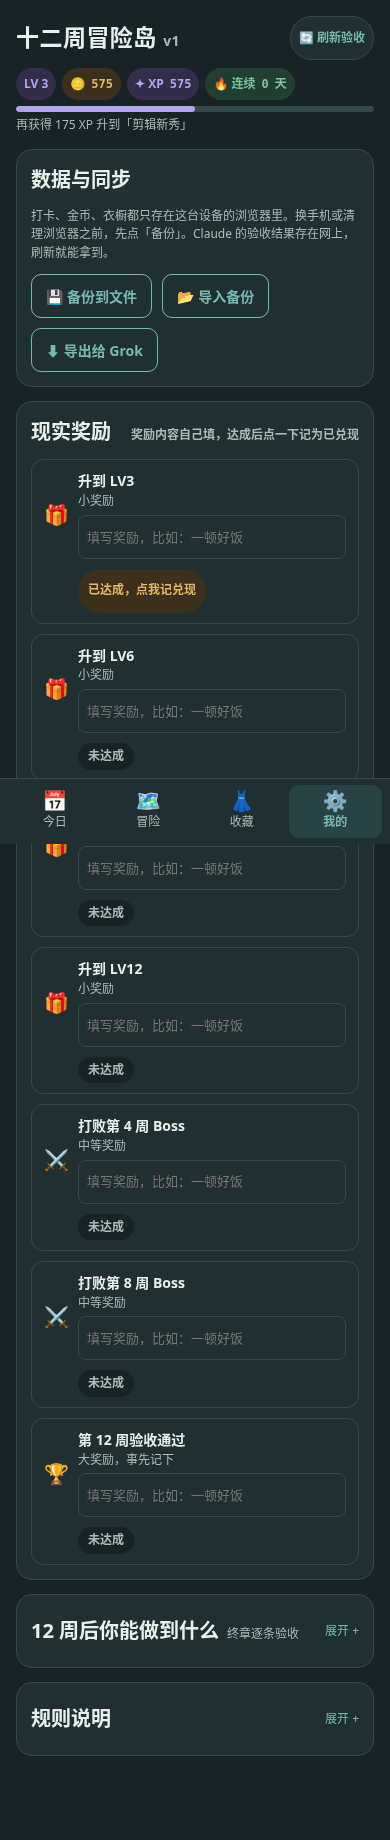 十二周冒险岛 v1
刷新验收
LV 3
575
XP 575
连续 0 天
再获得 175 XP 升到「剪辑新秀」
数据与同步
打卡、金币、衣橱都只存在这台设备的浏览器里。换手机或清
理浏览器之前，先点「备份」。Claude 的验收结果存在网上，
刷新就能拿到。
备份到文件
导入备份
导出给 Grok
现实奖励
奖励内容自己填，达成后点一下记为已兑现
升到 LV3
小奖励
填写奖励，比如：一顿好饭
已达成，点我记兑现
升到 LV6
小奖励
填写奖励，比如：一顿好饭
未达成
今日
冒险
收藏
我的
填写奖励，比如：一顿好饭
未达成
升到 LV12
小奖励
填写奖励，比如：一顿好饭
未达成
打败第 4 周 Boss
中等奖励
填写奖励，比如：一顿好饭
未达成
打败第 8 周 Boss
中等奖励
填写奖励，比如：一顿好饭
未达成
第 12 周验收通过
大奖励，事先记下
填写奖励，比如：一顿好饭
未达成
12 周后你能做到什么 终章逐条验收
展开 +
规则说明
展开 +